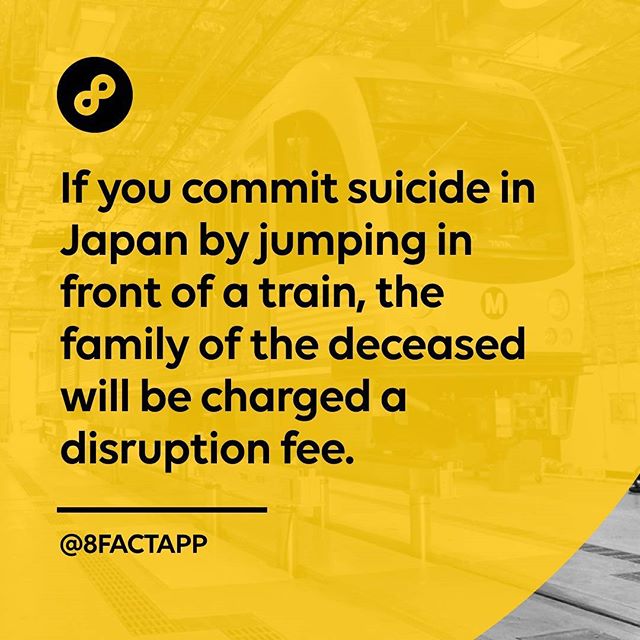 If you commit suicide in
Japan by jumping in
front of a train, the
family of the deceased
will be charged a
disruption fee.
@8FACTAPP
M